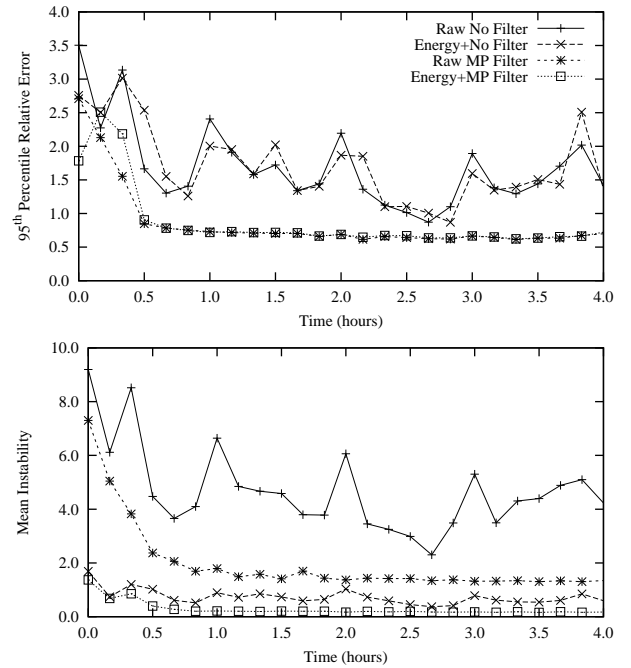 4.0
3.5
3.0
2.5
2.0
1.5
1.0
0.5
0.0
95th Percentile Relative Error
Raw No Filter
Energy+No Filter
Raw MP Filter
Energy+MP Filter
0.0 0.5 1.0 1.5 2.0 2.5 3.0 3.5 4.0
Time (hours)
10.0
8.0
6.0
4.0
2.0
0.0
Mean Instability
0.0 0.5 1.0 1.5 2.0 2.5 3.0 3.5 4.0
Time (hours)